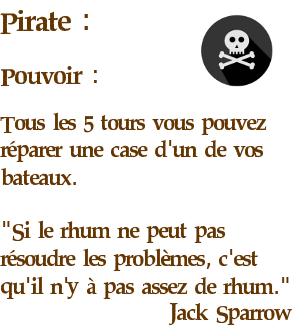 Pirate :
Pouvoir :
Tous les 5 tours vous pouvez
réparer une case d'un de vos
bateaux.
"Si le rhum ne peut pas
résoudre les problèmes, c'est
qu'il n'y à pas assez de rhum."
Jack Sparrow